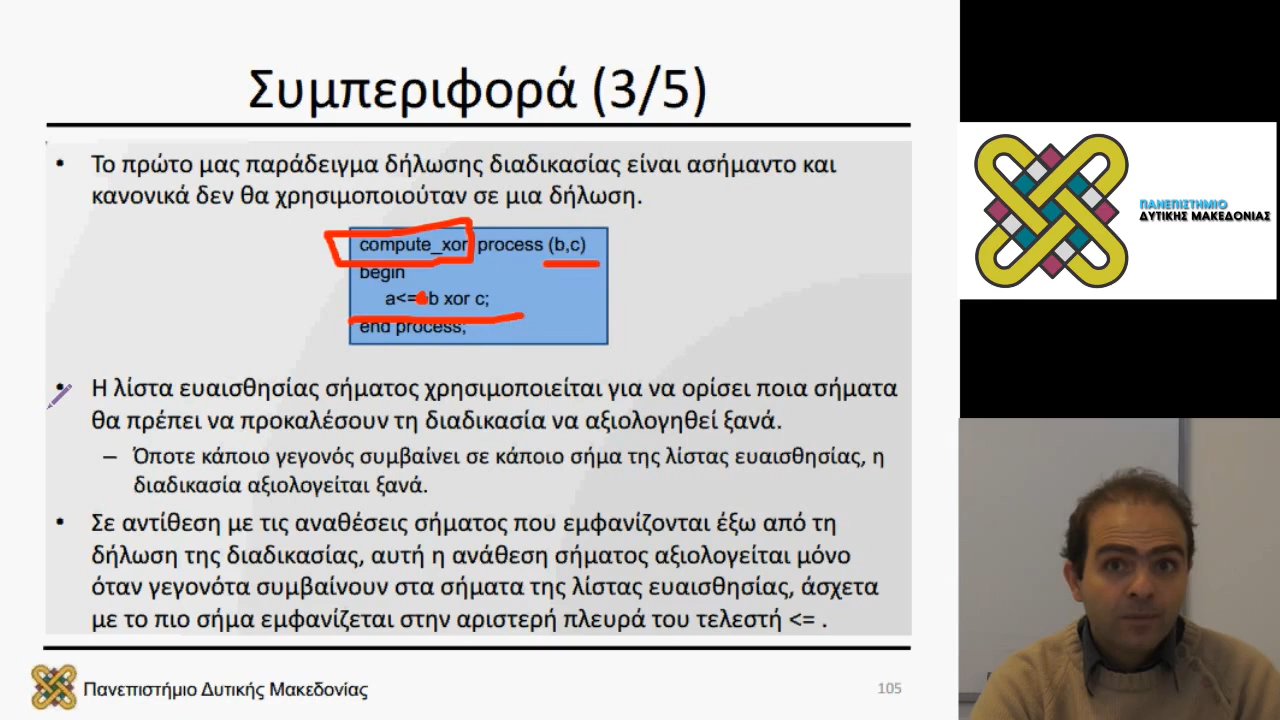 Συμπεριφορά (3/5)
• Το πρώτο μας παράδειγμα δήλωσης διαδικασίας είναι ασήμαντο και
κανονικά δεν θα χρησιμοποιούταν σε μια δήλωση.
compute_xor process (b,c)
begin
a<= b xor c;
end process;
• Η λίστα ευαισθησίας σήματος χρησιμοποιείται για να ορίσει ποια σήματα
θα πρέπει να προκαλέσουν τη διαδικασία να αξιολογηθεί ξανά.
– Όποτε κάποιο γεγονός συμβαίνει σε κάποιο σήμα της λίστας ευαισθησίας, η
διαδικασία αξιολογείται ξανά.
• Σε αντίθεση με τις αναθέσεις σήματος που εμφανίζονται έξω από τη
δήλωση της διαδικασίας, αυτή η ανάθεση σήματος αξιολογείται μόνο
όταν γεγονότα συμβαίνουν στα σήματα της λίστας ευαισθησίας, άσχετα
με το πιο σήμα εμφανίζεται στην αριστερή πλευρά του τελεστή <= .
Πανεπιστήμιο Δυτικής Μακεδονίας
105
ΠΑΝΕΠΙΣΤΗΜΙΟ
ΔΥΤΙΚΗΣ ΜΑΚΕΔΟΝΙΑΣ